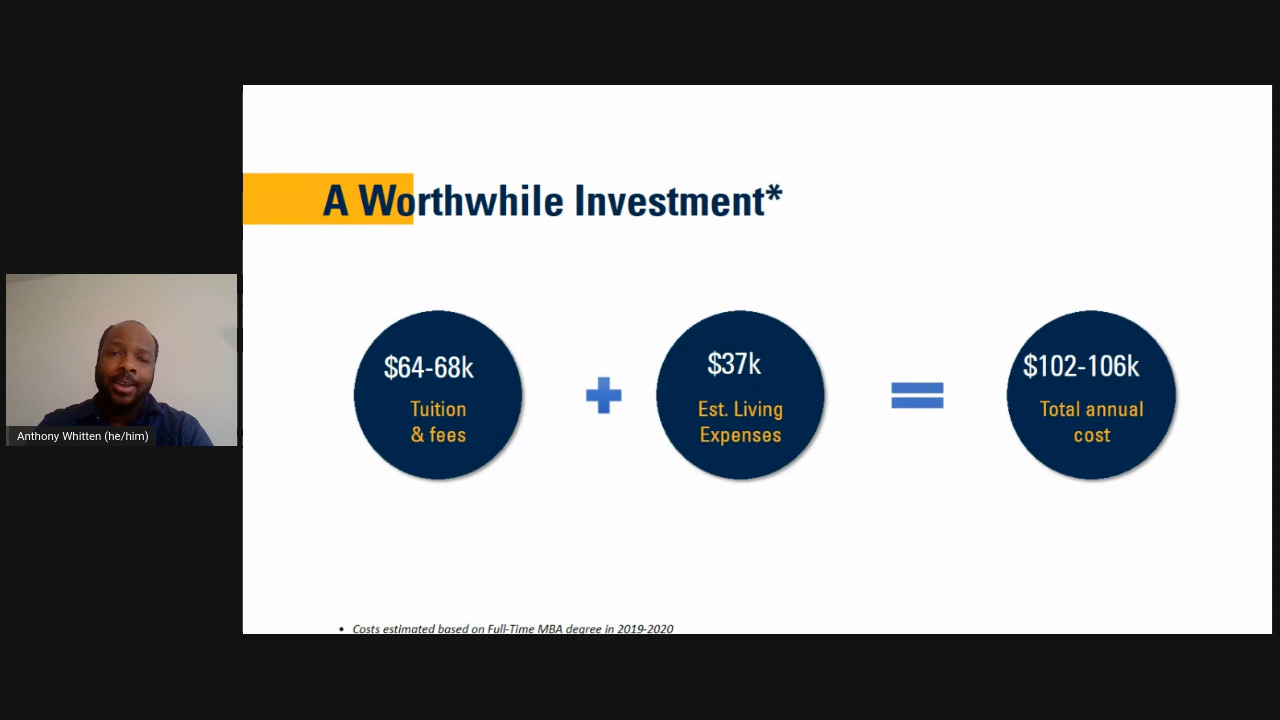 A Worthwhile Investment*
$64-68k
Tuition
& fees
$37k
Est. Living
Expenses
$102-106k
Total annual
cost
Anthony Whitten (he/him)
• Costs estimated based on Full-Time MBA degree in 2019-2020